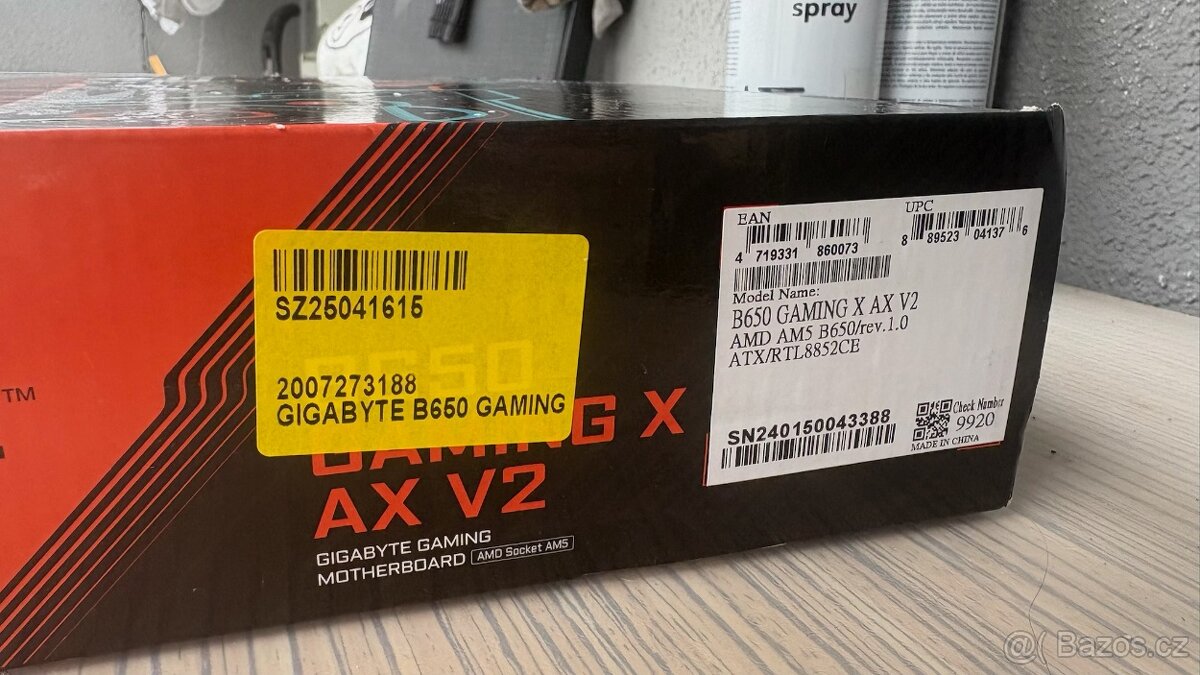 spray
EAN
UPC
4 719331 860073
8 89523 04137 6
Model Name:
B650 GAMING X AX V2
AMD AM5 B650/rev.1.0
ATX/RTL8852CE
SN240150043388
Check Number
9920
MADE IN CHINA
SZ25041615
2007273188
GIGABYTE B650 GAMING
B650
GAMING X
AX V2
GIGABYTE GAMING
MOTHERBOARD AMD Socket AM5
TM
@ Bazos.cz